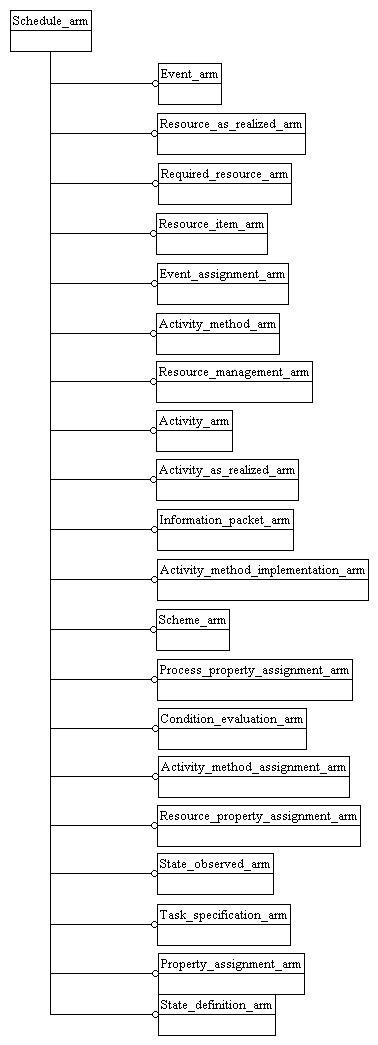 Schedule_arm
Event_arm
Resource_as_realized_arm
Required_resource_arm
Resource_item_arm
Event_assignment_arm
Activity_method_arm
Resource_management_arm
Activity_arm
Activity_as_realized_arm
Information_packet_arm
Activity_method_implementation_arm
Scheme_arm
Process_property_assignment_arm
Condition_evaluation_arm
Activity_method_assignment_arm
Resource_property_assignment_arm
State_observed_arm
Task_specification_arm
Property_assignment_arm
State_definition_arm